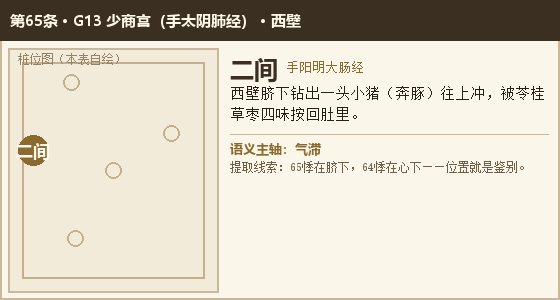 第65条・G13 少商宫（手太阴肺经）・西壁
桩位图（本表自绘）
二间
二间 手阳明大肠经
西壁脐下钻出一头小猪（奔豚）往上冲，被苓桂
草枣四味按回肚里。
语义主轴：气滞
提取线索：65悸在脐下，64悸在心下——位置就是鉴别。